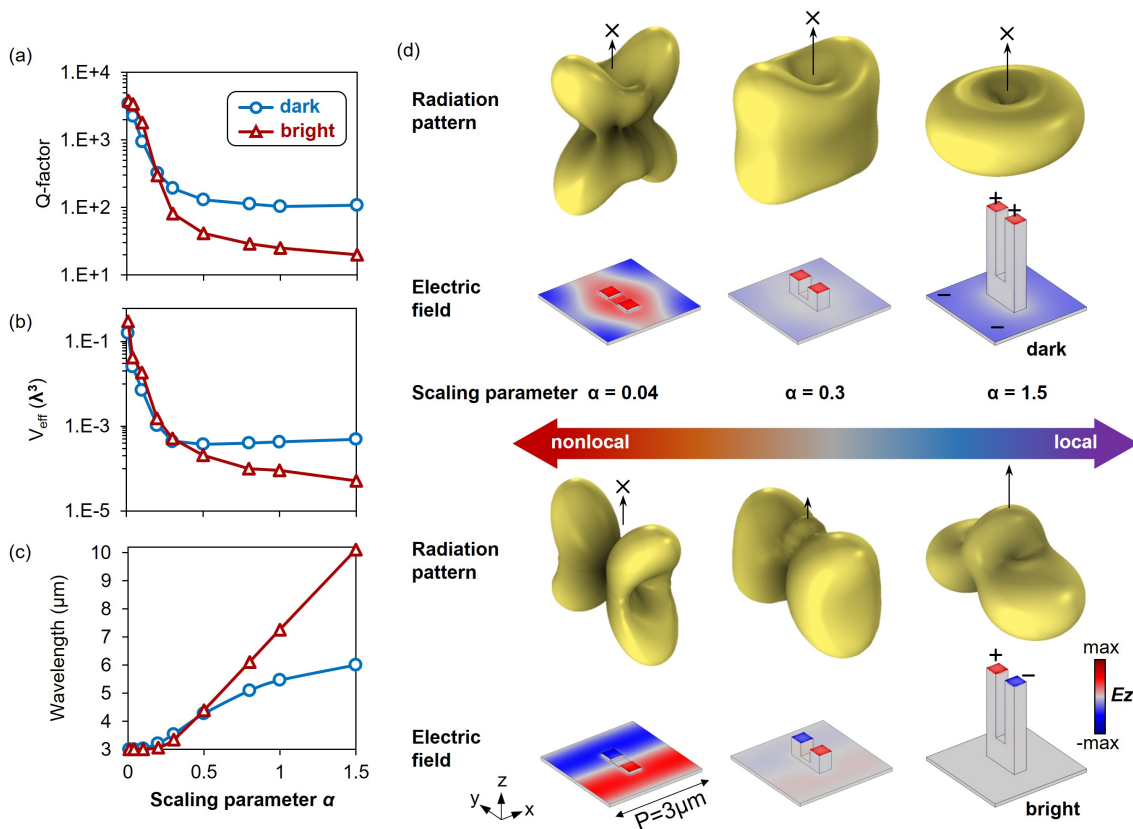 (a)
1.E+4
1.E+3
1.E+2
1.E+1
Q-factor
dark
bright
(b)
1.E-1
1.E-3
1.E-5
V_eff (λ³)
(c)
10
9
8
7
6
5
4
3
Wavelength (μm)
0 0.5 1 1.5
Scaling parameter α
(d)
× × ×
Radiation pattern
Electric field
+ +
− −
dark
Scaling parameter α = 0.04 α = 0.3 α = 1.5
nonlocal local
×
Radiation pattern
Electric field
+ −
max
Ez
-max
z
y x
P=3μm
bright